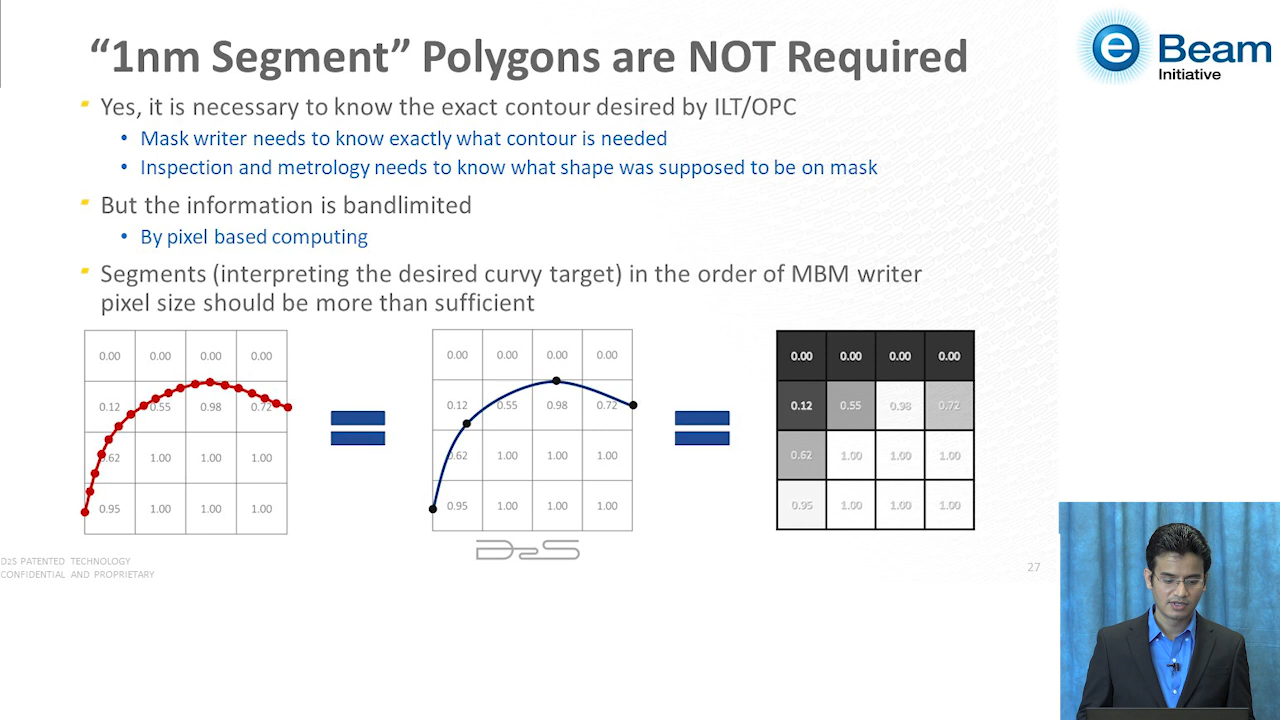 “1nm Segment” Polygons are NOT Required
e Beam
Initiative
Yes, it is necessary to know the exact contour desired by ILT/OPC
• Mask writer needs to know exactly what contour is needed
• Inspection and metrology needs to know what shape was supposed to be on mask
But the information is bandlimited
• By pixel based computing
Segments (interpreting the desired curvy target) in the order of MBM writer
pixel size should be more than sufficient
0.00 0.00 0.00 0.00
0.12 0.55 0.98 0.72
0.62 1.00 1.00 1.00
0.95 1.00 1.00 1.00
0.00 0.00 0.00 0.00
0.12 0.55 0.98 0.72
0.62 1.00 1.00 1.00
0.95 1.00 1.00 1.00
0.00 0.00 0.00 0.00
0.12 0.55 0.98 0.72
0.62 1.00 1.00 1.00
0.95 1.00 1.00 1.00
D2S
D2S PATENTED TECHNOLOGY
CONFIDENTIAL AND PROPRIETARY
27